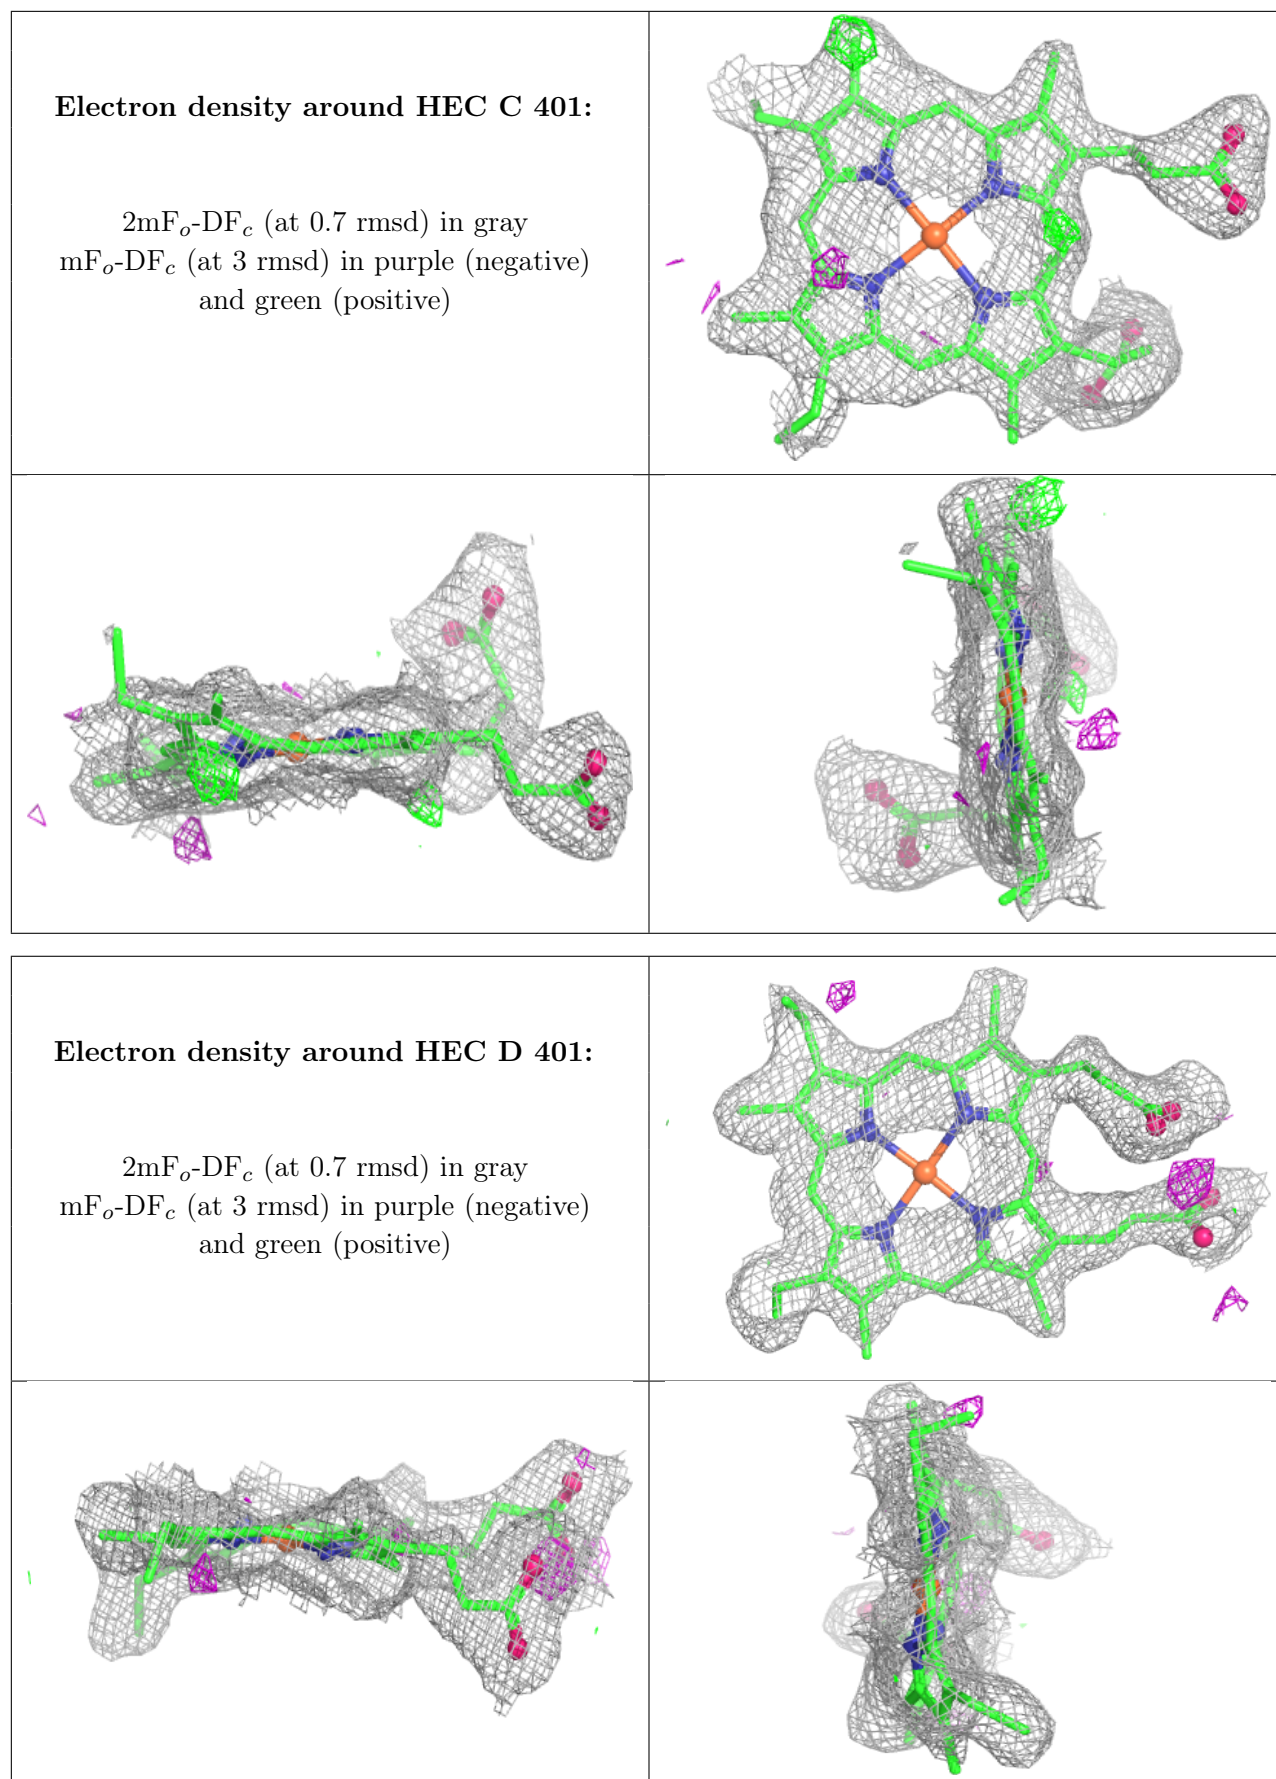 Electron density around HEC C 401:
2mFo-DFc (at 0.7 rmsd) in gray
mFo-DFc (at 3 rmsd) in purple (negative)
and green (positive)
Electron density around HEC D 401:
2mFo-DFc (at 0.7 rmsd) in gray
mFo-DFc (at 3 rmsd) in purple (negative)
and green (positive)